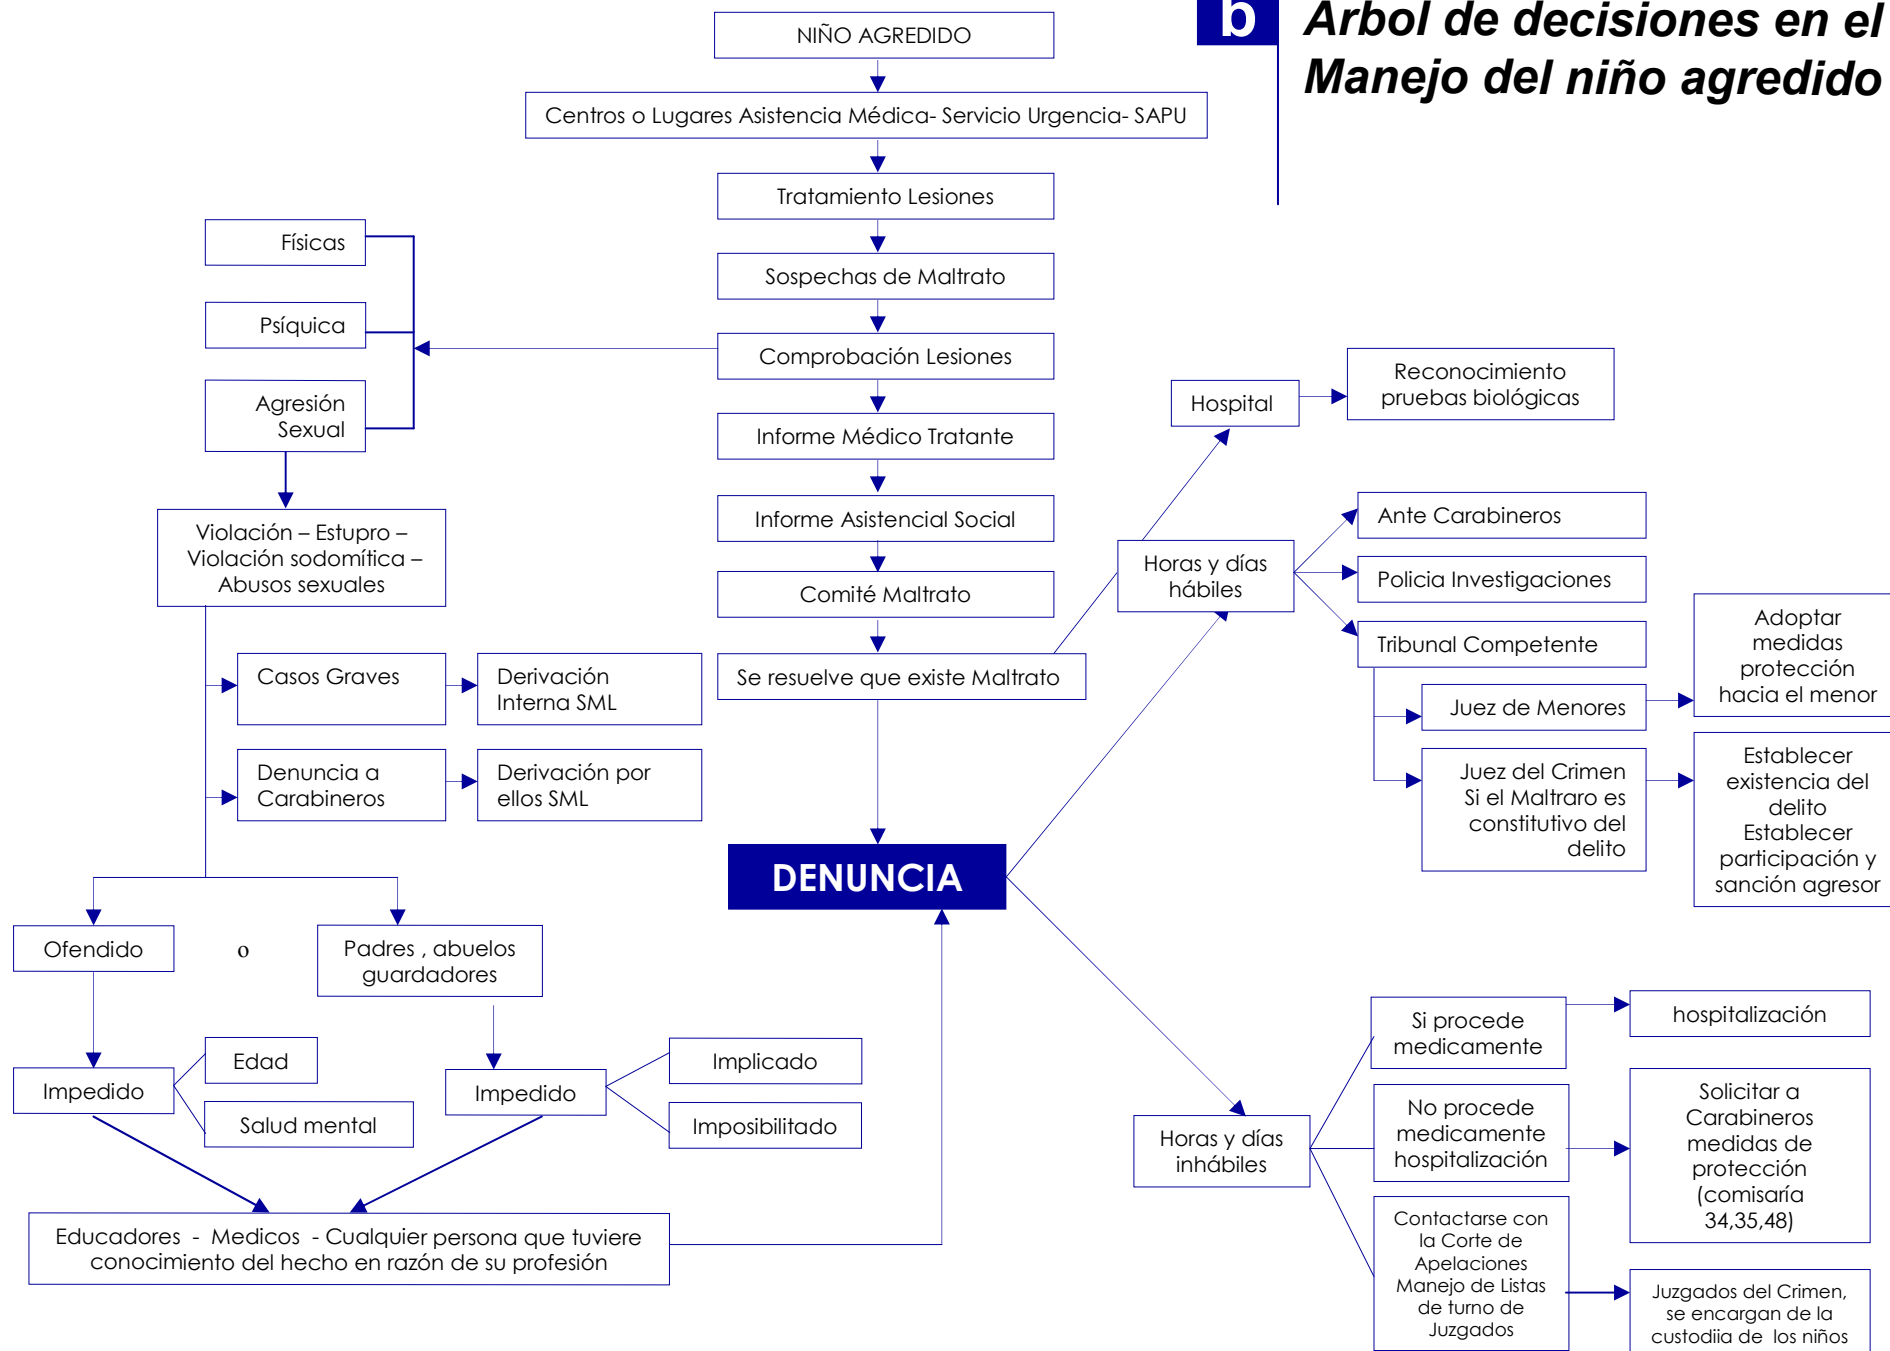 b
Arbol de decisiones en el
Manejo del niño agredido
NIÑO AGREDIDO
Centros o Lugares Asistencia Médica- Servicio Urgencia- SAPU
Tratamiento Lesiones
Sospechas de Maltrato
Comprobación Lesiones
Informe Médico Tratante
Informe Asistencial Social
Comité Maltrato
Se resuelve que existe Maltrato
DENUNCIA
Físicas
Psíquica
Agresión
Sexual
Violación – Estupro –
Violación sodomítica –
Abusos sexuales
Casos Graves
Derivación
Interna SML
Denuncia a
Carabineros
Derivación por
ellos SML
Ofendido
o
Padres , abuelos
guardadores
Impedido
Edad
Salud mental
Impedido
Implicado
Imposibilitado
Educadores - Medicos - Cualquier persona que tuviere
conocimiento del hecho en razón de su profesión
Hospital
Reconocimiento
pruebas biológicas
Horas y días
hábiles
Ante Carabineros
Policia Investigaciones
Tribunal Competente
Juez de Menores
Adoptar
medidas
protección
hacia el menor
Juez del Crimen
Si el Maltraro es
constitutivo del
delito
Establecer
existencia del
delito
Establecer
participación y
sanción agresor
Horas y días
inhábiles
Si procede
medicamente
hospitalización
No procede
medicamente
hospitalización
Solicitar a
Carabineros
medidas de
protección
(comisaría
34,35,48)
Contactarse con
la Corte de
Apelaciones
Manejo de Listas
de turno de
Juzgados
Juzgados del Crimen,
se encargan de la
custodiia de los niños